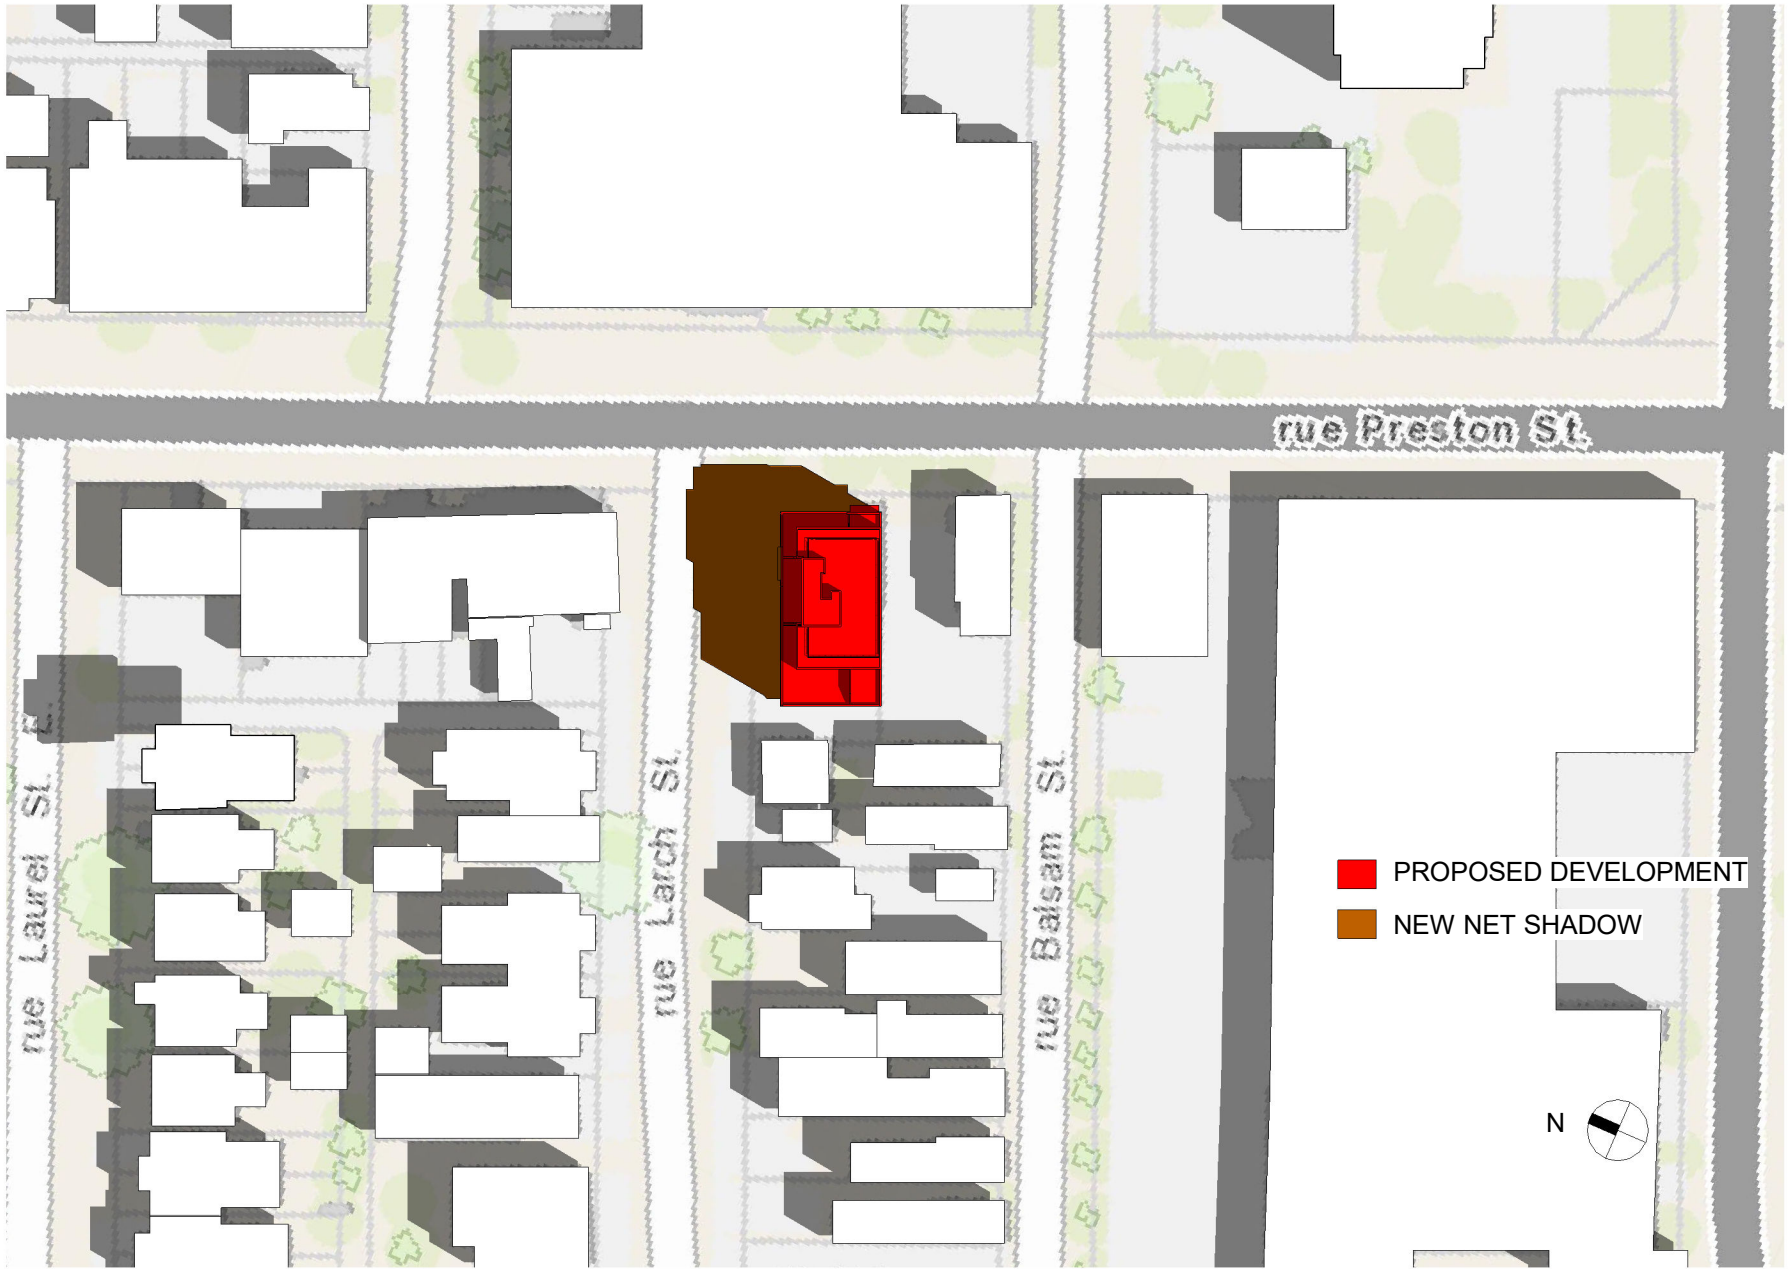 rue Preston St.
rue Laurel St.
rue Larch St.
rue Balsam St.
PROPOSED DEVELOPMENT
NEW NET SHADOW
N